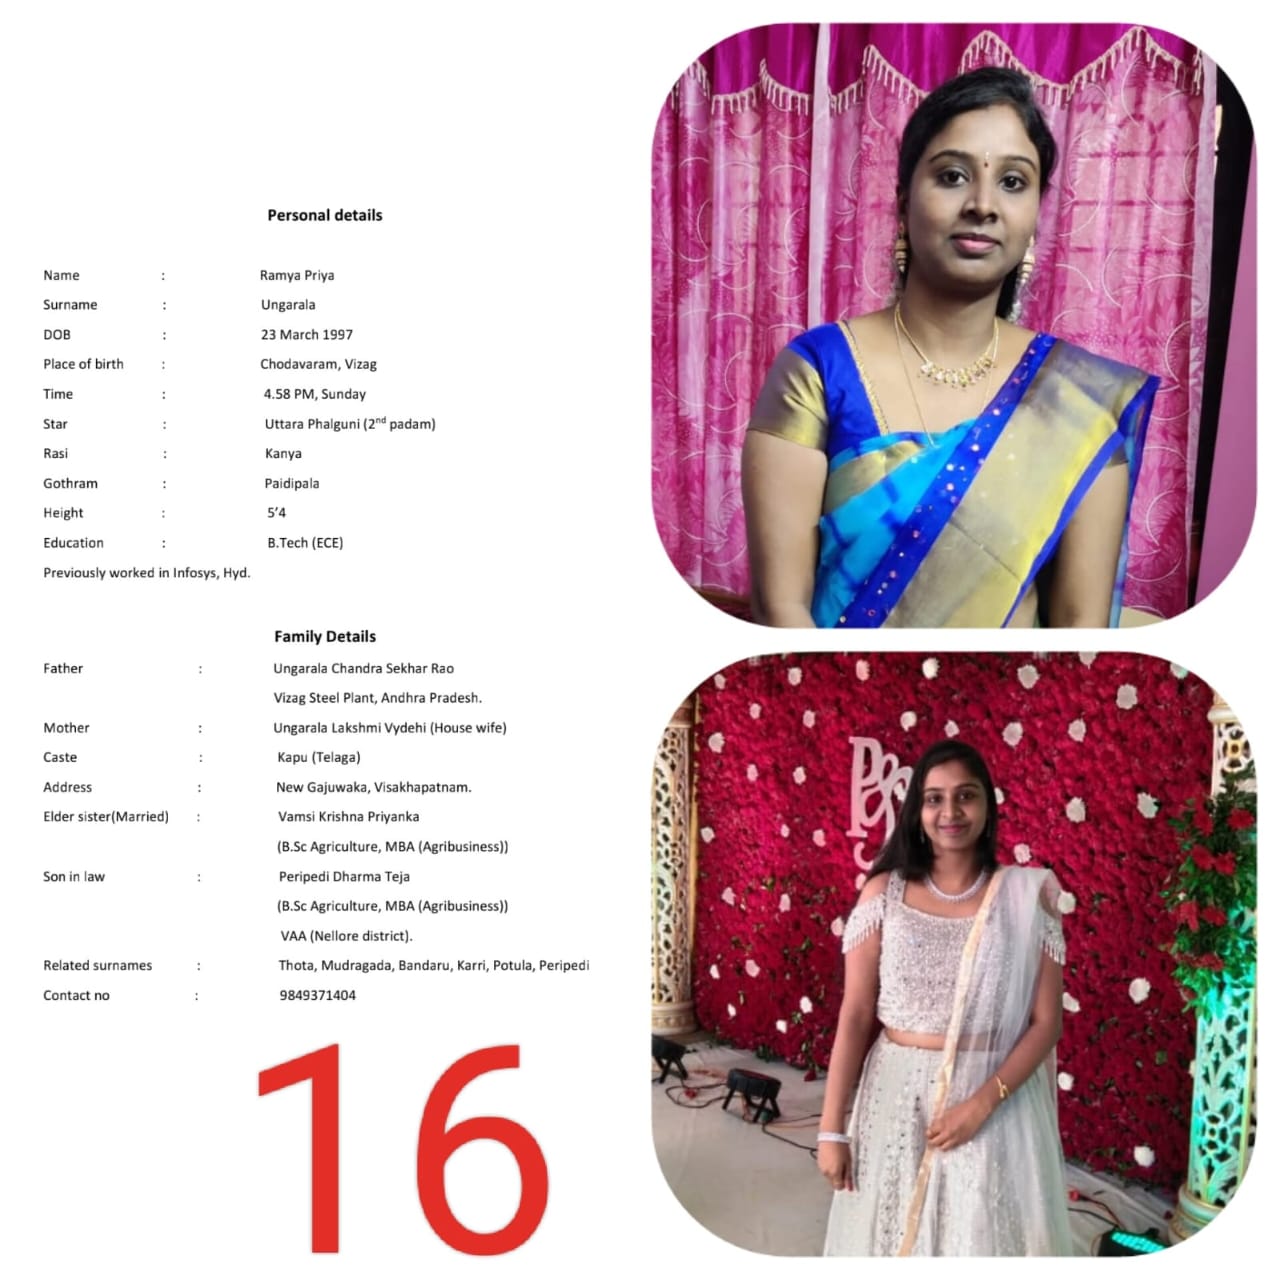 Personal details
Name : Ramya Priya
Surname : Ungarala
DOB : 23 March 1997
Place of birth : Chodavaram, Vizag
Time : 4.58 PM, Sunday
Star : Uttara Phalguni (2nd padam)
Rasi : Kanya
Gothram : Paidipala
Height : 5’4
Education : B.Tech (ECE)
Previously worked in Infosys, Hyd.
Family Details
Father : Ungarala Chandra Sekhar Rao
Vizag Steel Plant, Andhra Pradesh.
Mother : Ungarala Lakshmi Vydehi (House wife)
Caste : Kapu (Telaga)
Address : New Gajuwaka, Visakhapatnam.
Elder sister(Married) : Vamsi Krishna Priyanka
(B.Sc Agriculture, MBA (Agribusiness))
Son in law : Peripedi Dharma Teja
(B.Sc Agriculture, MBA (Agribusiness))
VAA (Nellore district).
Related surnames : Thota, Mudragada, Bandaru, Karri, Potula, Peripedi
Contact no : 9849371404
16